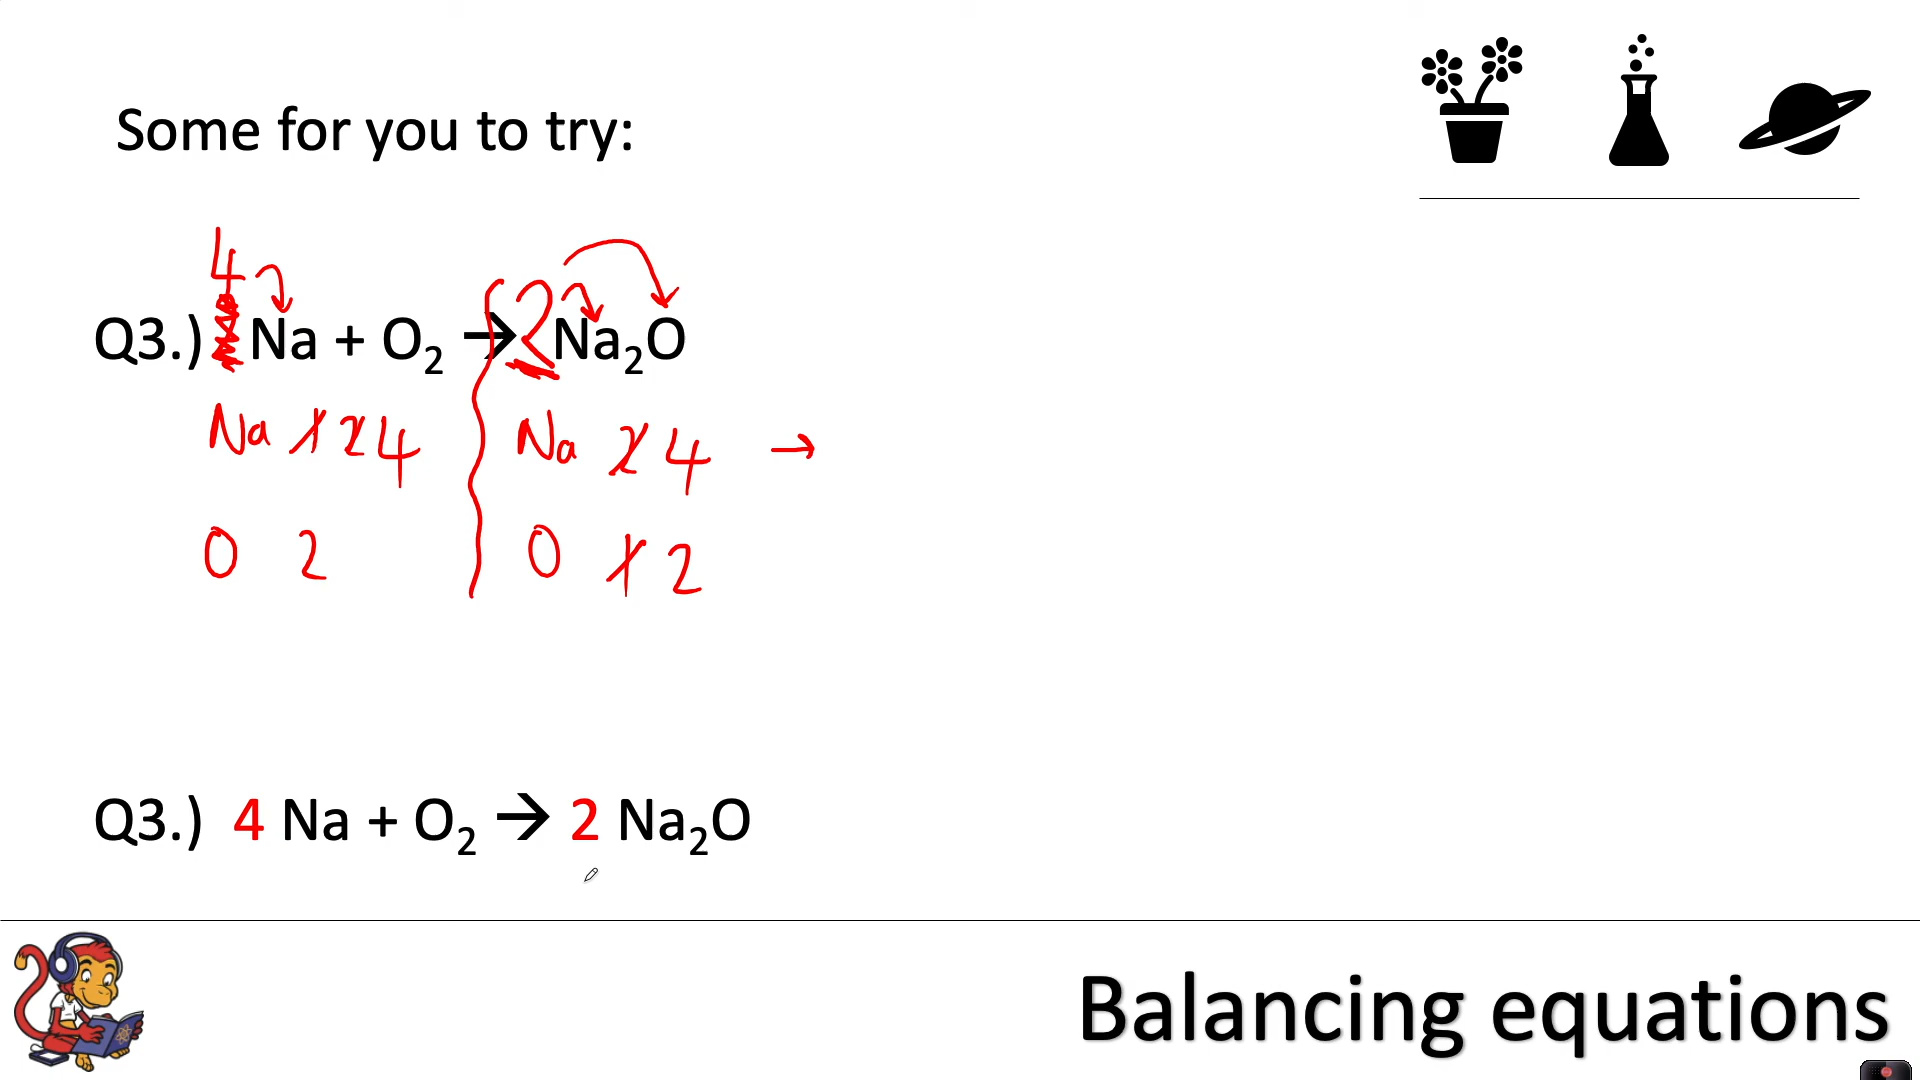 Some for you to try:
4
Q3.) Na + O₂ → 2 Na₂O
Na 1 2 4 Na 2 4 →
O 2 O 1 2
Q3.) 4 Na + O₂ → 2 Na₂O
Balancing equations